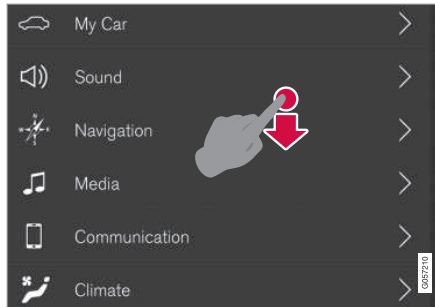 My Car
Sound
Navigation
Media
Communication
Climate
G057210